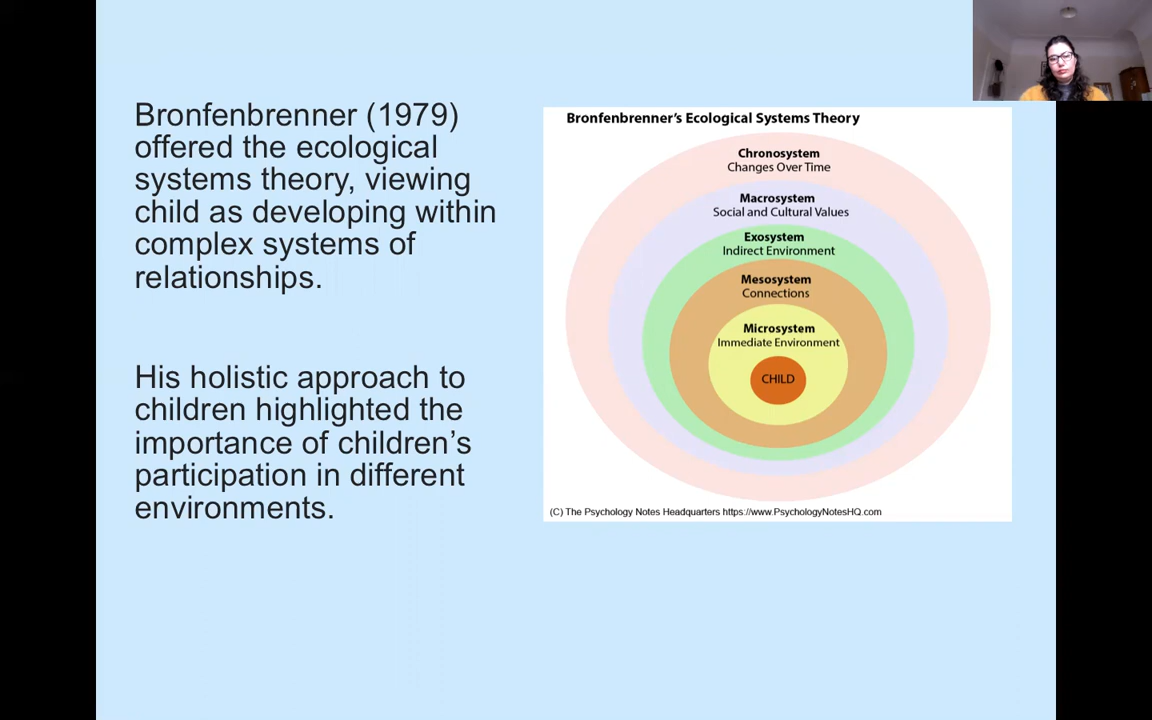 Bronfenbrenner (1979)
offered the ecological
systems theory, viewing
child as developing within
complex systems of
relationships.
His holistic approach to
children highlighted the
importance of children’s
participation in different
environments.
Bronfenbrenner's Ecological Systems Theory
Chronosystem
Changes Over Time
Macrosystem
Social and Cultural Values
Exosystem
Indirect Environment
Mesosystem
Connections
Microsystem
Immediate Environment
CHILD
(C) The Psychology Notes Headquarters https://www.PsychologyNotesHQ.com